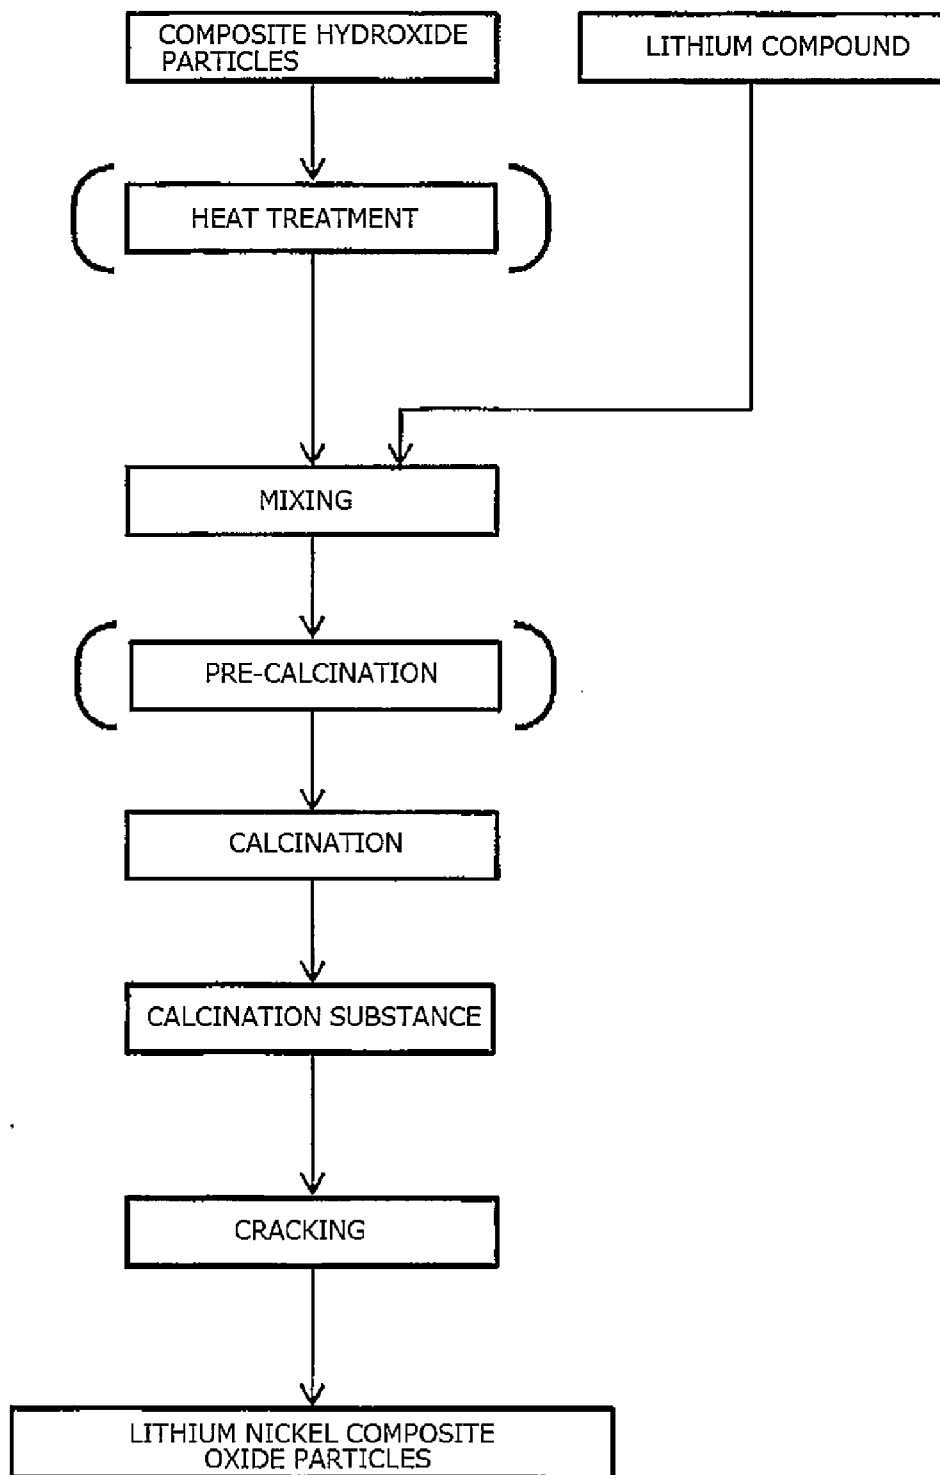 COMPOSITE HYDROXIDE
PARTICLES
LITHIUM COMPOUND
HEAT TREATMENT
MIXING
PRE-CALCINATION
CALCINATION
CALCINATION SUBSTANCE
CRACKING
LITHIUM NICKEL COMPOSITE
OXIDE PARTICLES